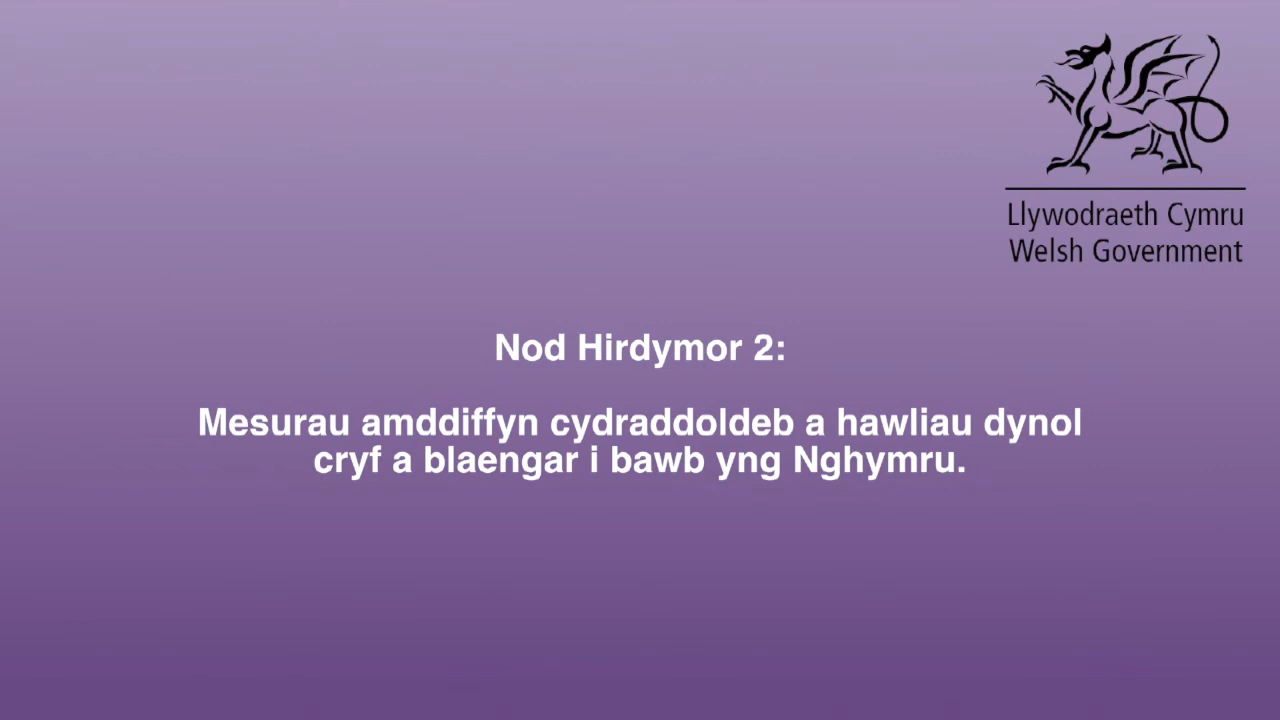 Llywodraeth Cymru
Welsh Government
Nod Hirdymor 2:
Mesurau amddiffyn cydraddoldeb a hawliau dynol
cryf a blaengar i bawb yng Nghymru.